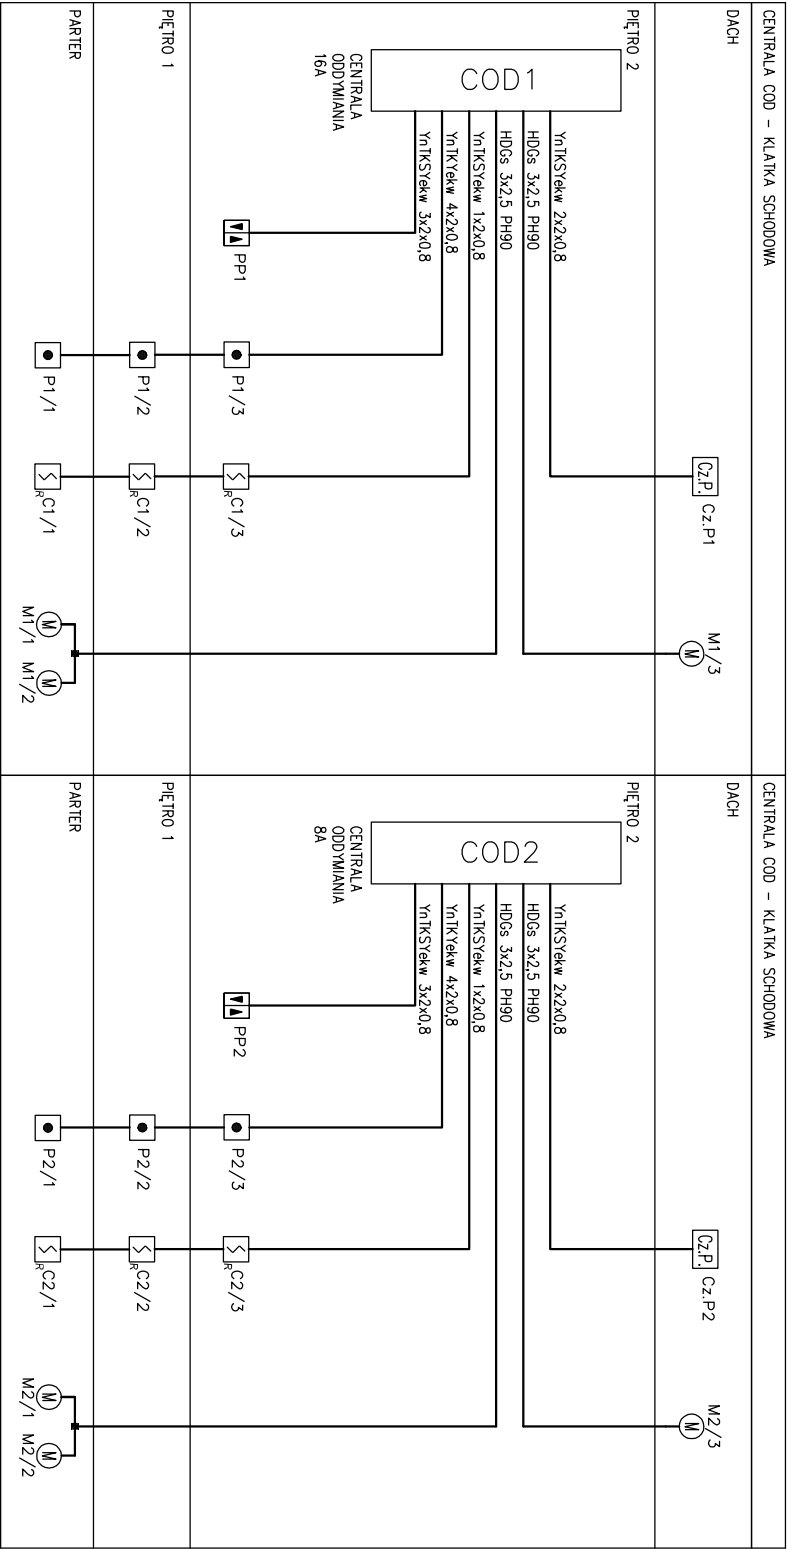 CENTRALA COD - KLATKA SCHODOWA
DACH
Cz.P.
Cz.P1
M1/3
M
PIĘTRO 2
COD1
CENTRALA
ODDYMIANIA
16A
YnTKSYekw 2x2x0,8
HDGs 3x2,5 PH90
HDGs 3x2,5 PH90
YnTKSYekw 1x2x0,8
YnTKYekw 4x2x0,8
YnTKSYekw 3x2x0,8
PP1
P1/3
R C1/3
PIĘTRO 1
P1/2
R C1/2
PARTER
P1/1
R C1/1
M
M
M1/1
M1/2
CENTRALA COD - KLATKA SCHODOWA
DACH
Cz.P.
Cz.P2
M2/3
M
PIĘTRO 2
COD2
CENTRALA
ODDYMIANIA
8A
YnTKSYekw 2x2x0,8
HDGs 3x2,5 PH90
HDGs 3x2,5 PH90
YnTKSYekw 1x2x0,8
YnTKYekw 4x2x0,8
YnTKSYekw 3x2x0,8
PP2
P2/3
R C2/3
PIĘTRO 1
P2/2
R C2/2
PARTER
P2/1
R C2/1
M
M
M2/1
M2/2